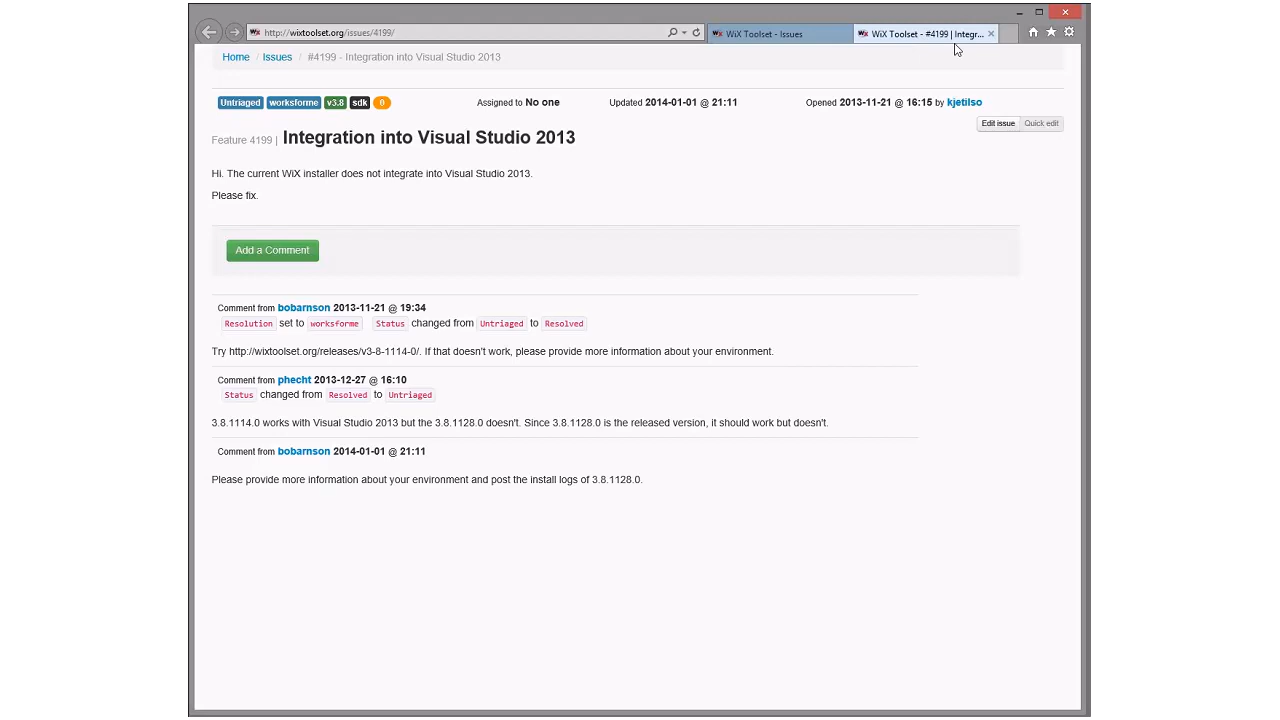 http://wixtoolset.org/issues/4199/
WiX Toolset - Issues
WiX Toolset - #4199 | Integr...
Home / Issues / #4199 - Integration into Visual Studio 2013
Untriaged worksforme v3.8 sdk 0 Assigned to No one Updated 2014-01-01 @ 21:11 Opened 2013-11-21 @ 16:15 by kjetilso
Edit issue Quick edit
Feature 4199 | Integration into Visual Studio 2013
Hi. The current WiX installer does not integrate into Visual Studio 2013.
Please fix.
Add a Comment
Comment from bobarnson 2013-11-21 @ 19:34
Resolution set to worksforme Status changed from Untriaged to Resolved
Try http://wixtoolset.org/releases/v3-8-1114-0/. If that doesn't work, please provide more information about your environment.
Comment from phecht 2013-12-27 @ 16:10
Status changed from Resolved to Untriaged
3.8.1114.0 works with Visual Studio 2013 but the 3.8.1128.0 doesn't. Since 3.8.1128.0 is the released version, it should work but doesn't.
Comment from bobarnson 2014-01-01 @ 21:11
Please provide more information about your environment and post the install logs of 3.8.1128.0.